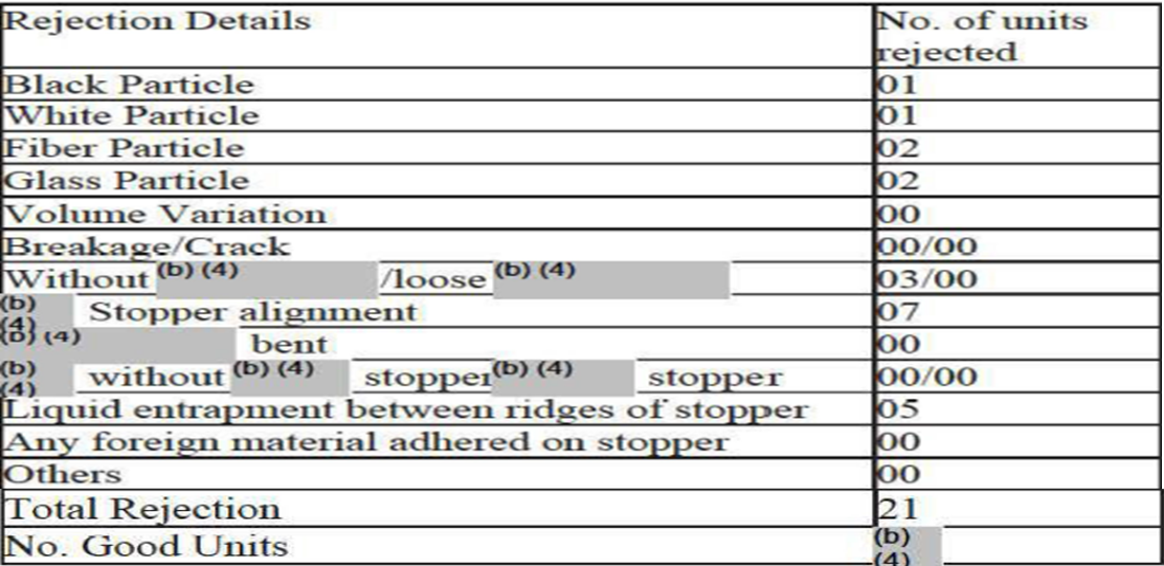 Rejection Details No. of units
rejected
Black Particle 01
White Particle 01
Fiber Particle 02
Glass Particle 02
Volume Variation 00
Breakage/Crack 00/00
Without (b) (4) /loose (b) (4) 03/00
(b) (4) Stopper alignment 07
(b) (4) bent 00
(b) (4) without (b) (4) stopper (b) (4) stopper 00/00
Liquid entrapment between ridges of stopper 05
Any foreign material adhered on stopper 00
Others 00
Total Rejection 21
No. Good Units (b) (4)